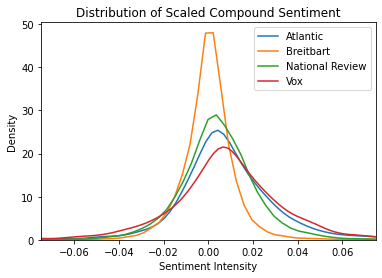 Distribution of Scaled Compound Sentiment
Atlantic
Breitbart
National Review
Vox
Density
50
40
30
20
10
0
−0.06 −0.04 −0.02 0.00 0.02 0.04 0.06
Sentiment Intensity